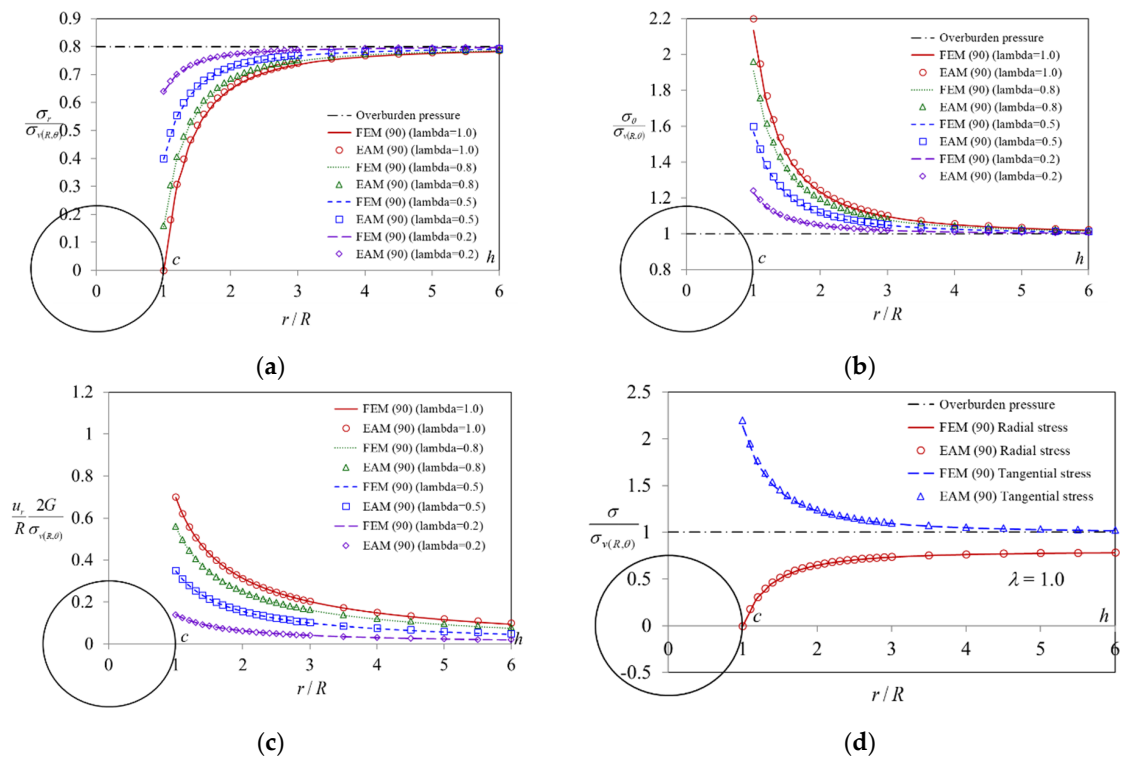 0.9
0.8
0.7
0.6
0.5
0.4
0.3
0.2
0.1
0
σr / σv(R,θ)
Overburden pressure
FEM (90) (lambda=1.0)
EAM (90) (lambda=1.0)
FEM (90) (lambda=0.8)
EAM (90) (lambda=0.8)
FEM (90) (lambda=0.5)
EAM (90) (lambda=0.5)
FEM (90) (lambda=0.2)
EAM (90) (lambda=0.2)
c h
0 1 2 3 4 5 6
r / R
(a)
2.2
2
1.8
1.6
1.4
1.2
1
0.8
σθ / σv(R,θ)
Overburden pressure
FEM (90) (lambda=1.0)
EAM (90) (lambda=1.0)
FEM (90) (lambda=0.8)
EAM (90) (lambda=0.8)
FEM (90) (lambda=0.5)
EAM (90) (lambda=0.5)
FEM (90) (lambda=0.2)
EAM (90) (lambda=0.2)
c h
0 1 2 3 4 5 6
r / R
(b)
1.2
1
0.8
0.6
0.4
0.2
0
ur / R 2G / σv(R,θ)
FEM (90) (lambda=1.0)
EAM (90) (lambda=1.0)
FEM (90) (lambda=0.8)
EAM (90) (lambda=0.8)
FEM (90) (lambda=0.5)
EAM (90) (lambda=0.5)
FEM (90) (lambda=0.2)
EAM (90) (lambda=0.2)
c h
0 1 2 3 4 5 6
r / R
(c)
2.5
2
1.5
1
0.5
0
-0.5
σ / σv(R,θ)
Overburden pressure
FEM (90) Radial stress
EAM (90) Radial stress
FEM (90) Tangential stress
EAM (90) Tangential stress
λ = 1.0
c h
0 1 2 3 4 5 6
r / R
(d)